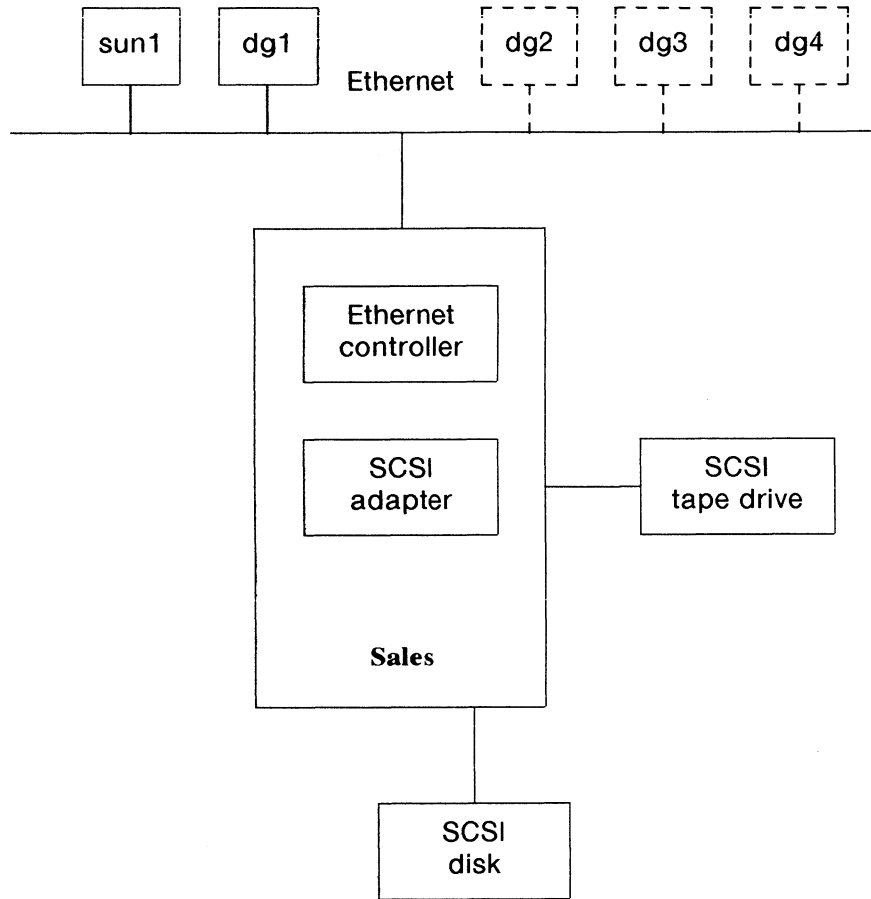 sun1
dg1
Ethernet
dg2
dg3
dg4
Ethernet
controller
SCSI
adapter
SCSI
tape drive
Sales
SCSI
disk